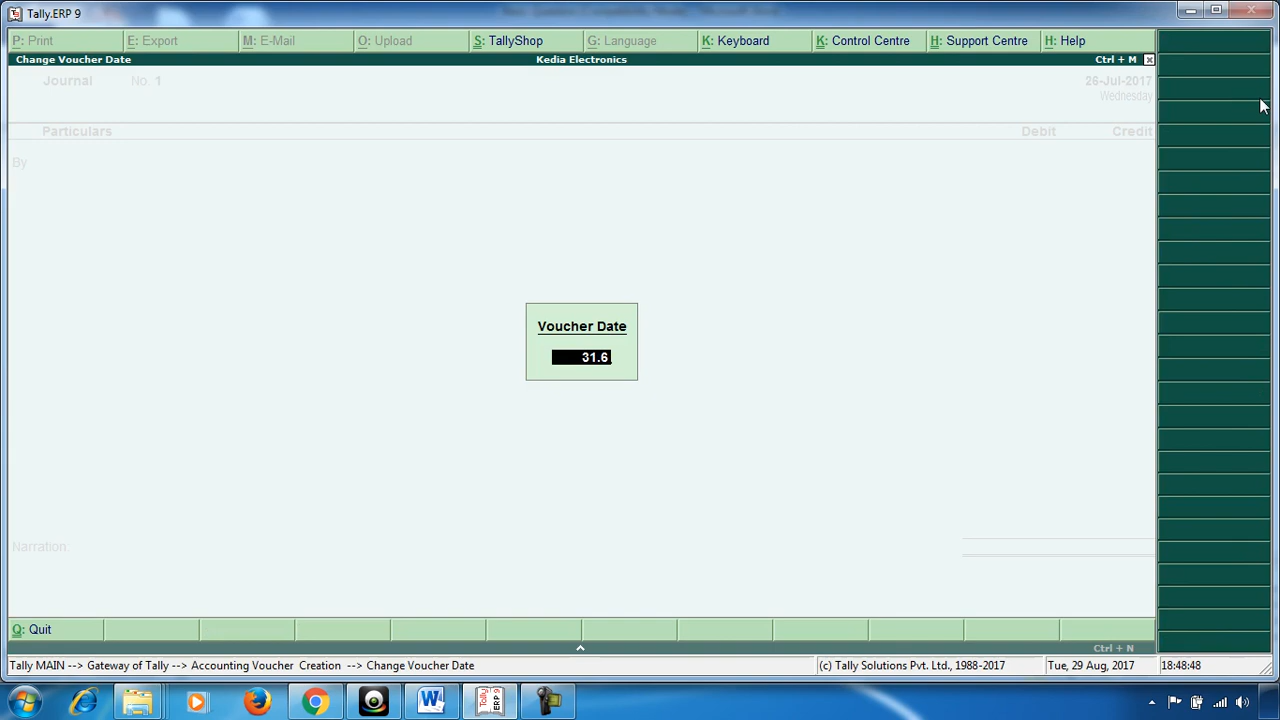 Tally.ERP 9
P: Print E: Export M: E-Mail O: Upload S: TallyShop G: Language K: Keyboard K: Control Centre H: Support Centre H: Help
Change Voucher Date Kedia Electronics Ctrl + M
Journal No. 1 26-Jul-2017
Wednesday
Particulars Debit Credit
By
Voucher Date
31.6
Narration
Q: Quit
Ctrl + N
Tally MAIN --> Gateway of Tally --> Accounting Voucher Creation --> Change Voucher Date (c) Tally Solutions Pvt. Ltd., 1988-2017 Tue, 29 Aug, 2017 18:48:48